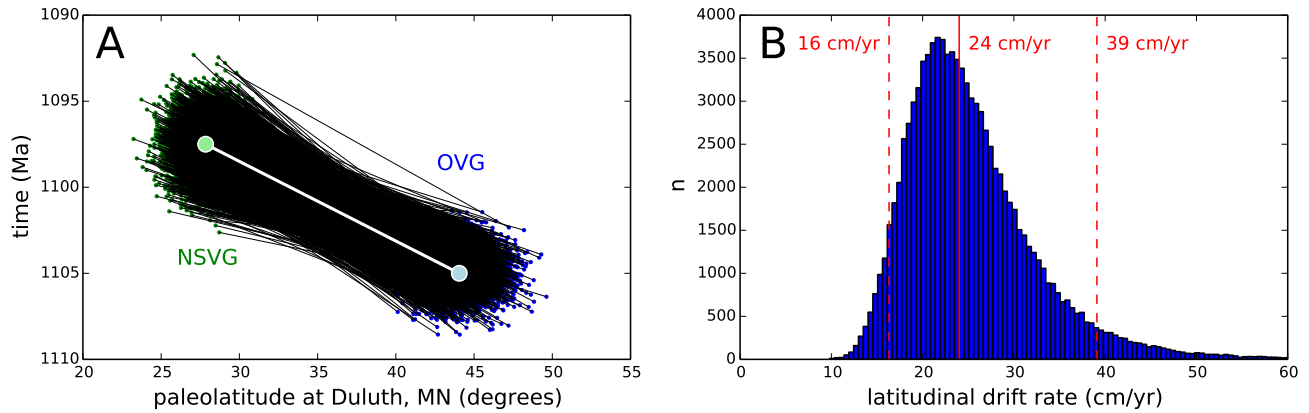 A
1090
1095
1100
1105
1110
time (Ma)
OVG
NSVG
20 25 30 35 40 45 50 55
paleolatitude at Duluth, MN (degrees)
B
4000
3500
3000
2500
2000
1500
1000
500
0
n
16 cm/yr 24 cm/yr 39 cm/yr
0 10 20 30 40 50 60
latitudinal drift rate (cm/yr)